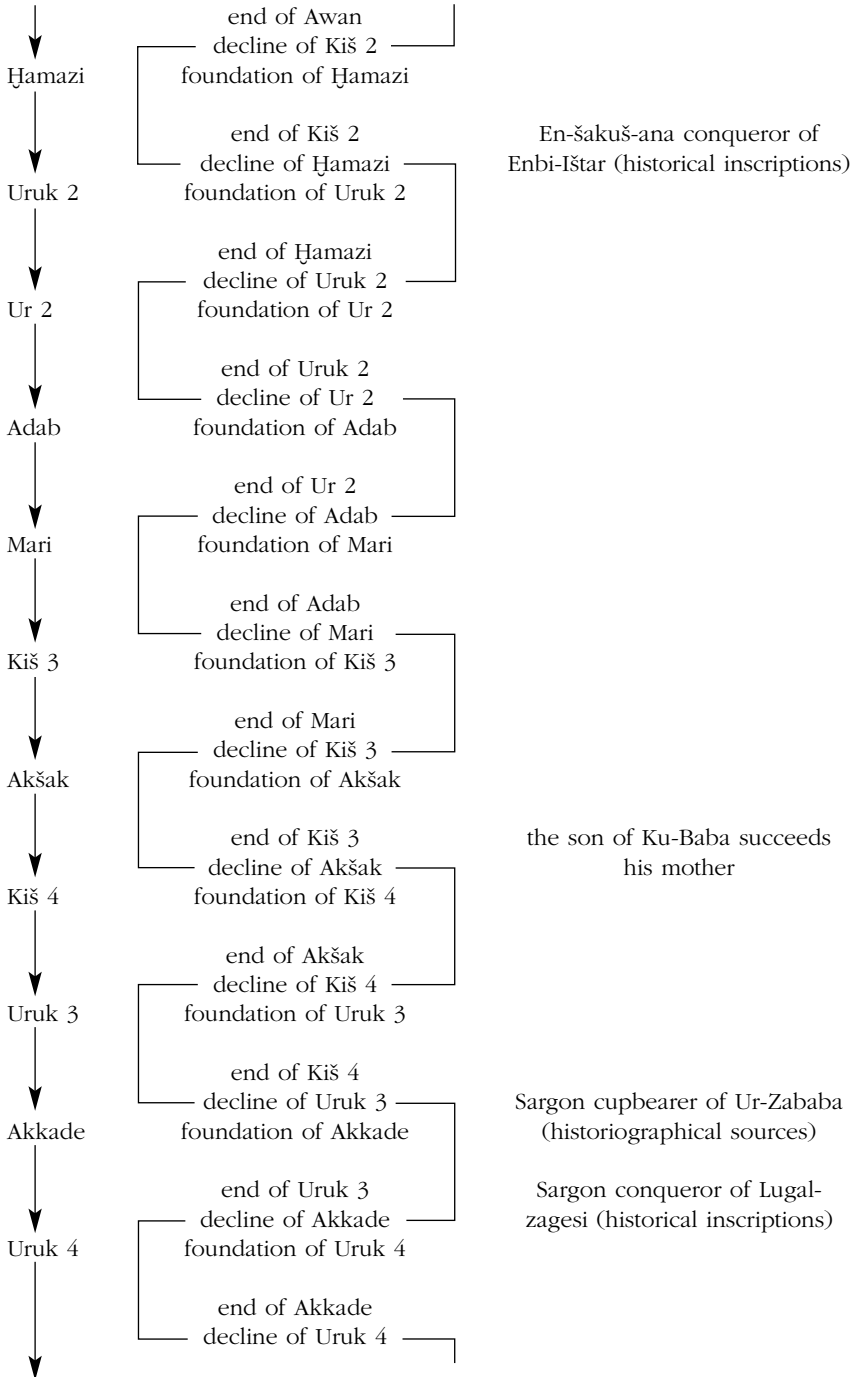 end of Awan
decline of Kiš 2
Ḫamazi foundation of Ḫamazi
end of Kiš 2 En-šakuš-ana conqueror of
decline of Ḫamazi Enbi-Ištar (historical inscriptions)
Uruk 2 foundation of Uruk 2
end of Ḫamazi
decline of Uruk 2
Ur 2 foundation of Ur 2
end of Uruk 2
decline of Ur 2
Adab foundation of Adab
end of Ur 2
decline of Adab
Mari foundation of Mari
end of Adab
decline of Mari
Kiš 3 foundation of Kiš 3
end of Mari
decline of Kiš 3
Akšak foundation of Akšak
end of Kiš 3 the son of Ku-Baba succeeds
decline of Akšak his mother
Kiš 4 foundation of Kiš 4
end of Akšak
decline of Kiš 4
Uruk 3 foundation of Uruk 3
end of Kiš 4
decline of Uruk 3 Sargon cupbearer of Ur-Zababa
Akkade foundation of Akkade (historiographical sources)
end of Uruk 3 Sargon conqueror of Lugal-
decline of Akkade zagesi (historical inscriptions)
Uruk 4 foundation of Uruk 4
end of Akkade
decline of Uruk 4